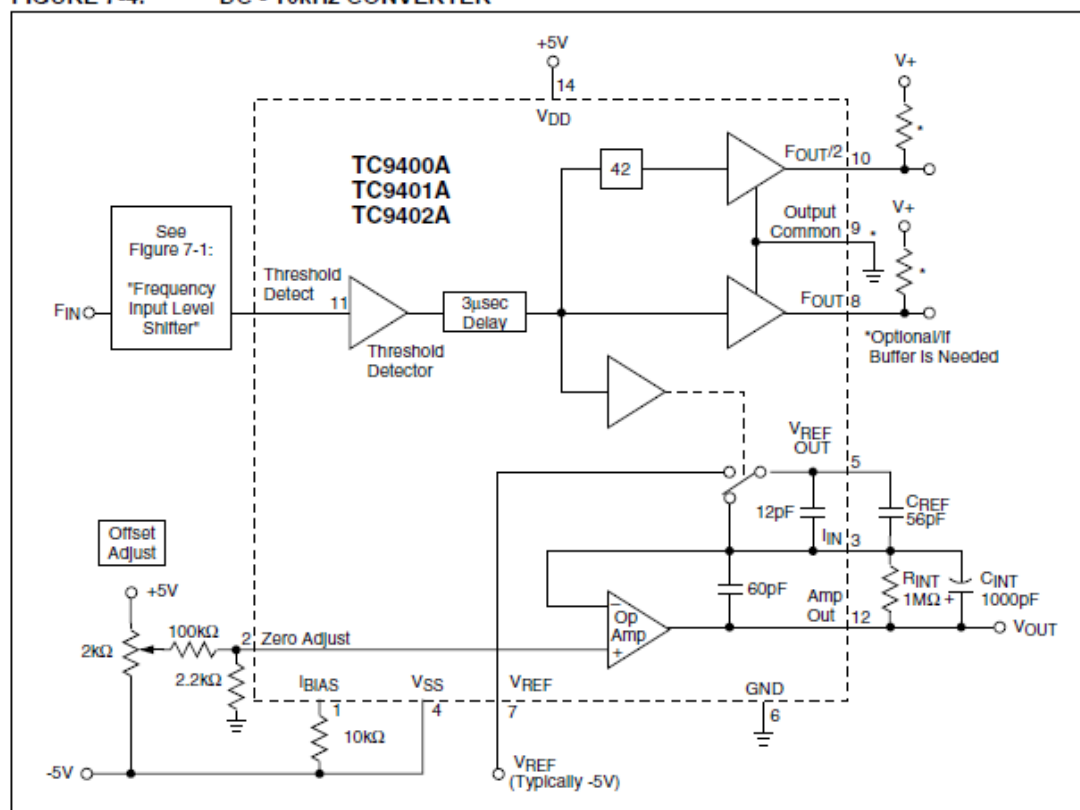 FIGURE 7-4: DC - 10kHz CONVERTER
+5V
14
VDD
V+
*
TC9400A
TC9401A
TC9402A
42
FOUT/2
10
Output
Common
9
*
V+
*
See
Figure 7-1:
"Frequency
Input Level
Shifter"
FIN
Threshold
Detect
11
3µsec
Delay
Threshold
Detector
FOUT
8
*Optional/If
Buffer Is Needed
VREF
OUT
5
12pF
CREF
56pF
IIN
3
Offset
Adjust
+5V
60pF
RINT
1MΩ
+
CINT
1000pF
Amp
Out
12
VOUT
–
Op
Amp
+
2kΩ
100kΩ
2
Zero Adjust
2.2kΩ
IBIAS
1
VSS
4
VREF
7
GND
6
10kΩ
-5V
VREF
(Typically -5V)